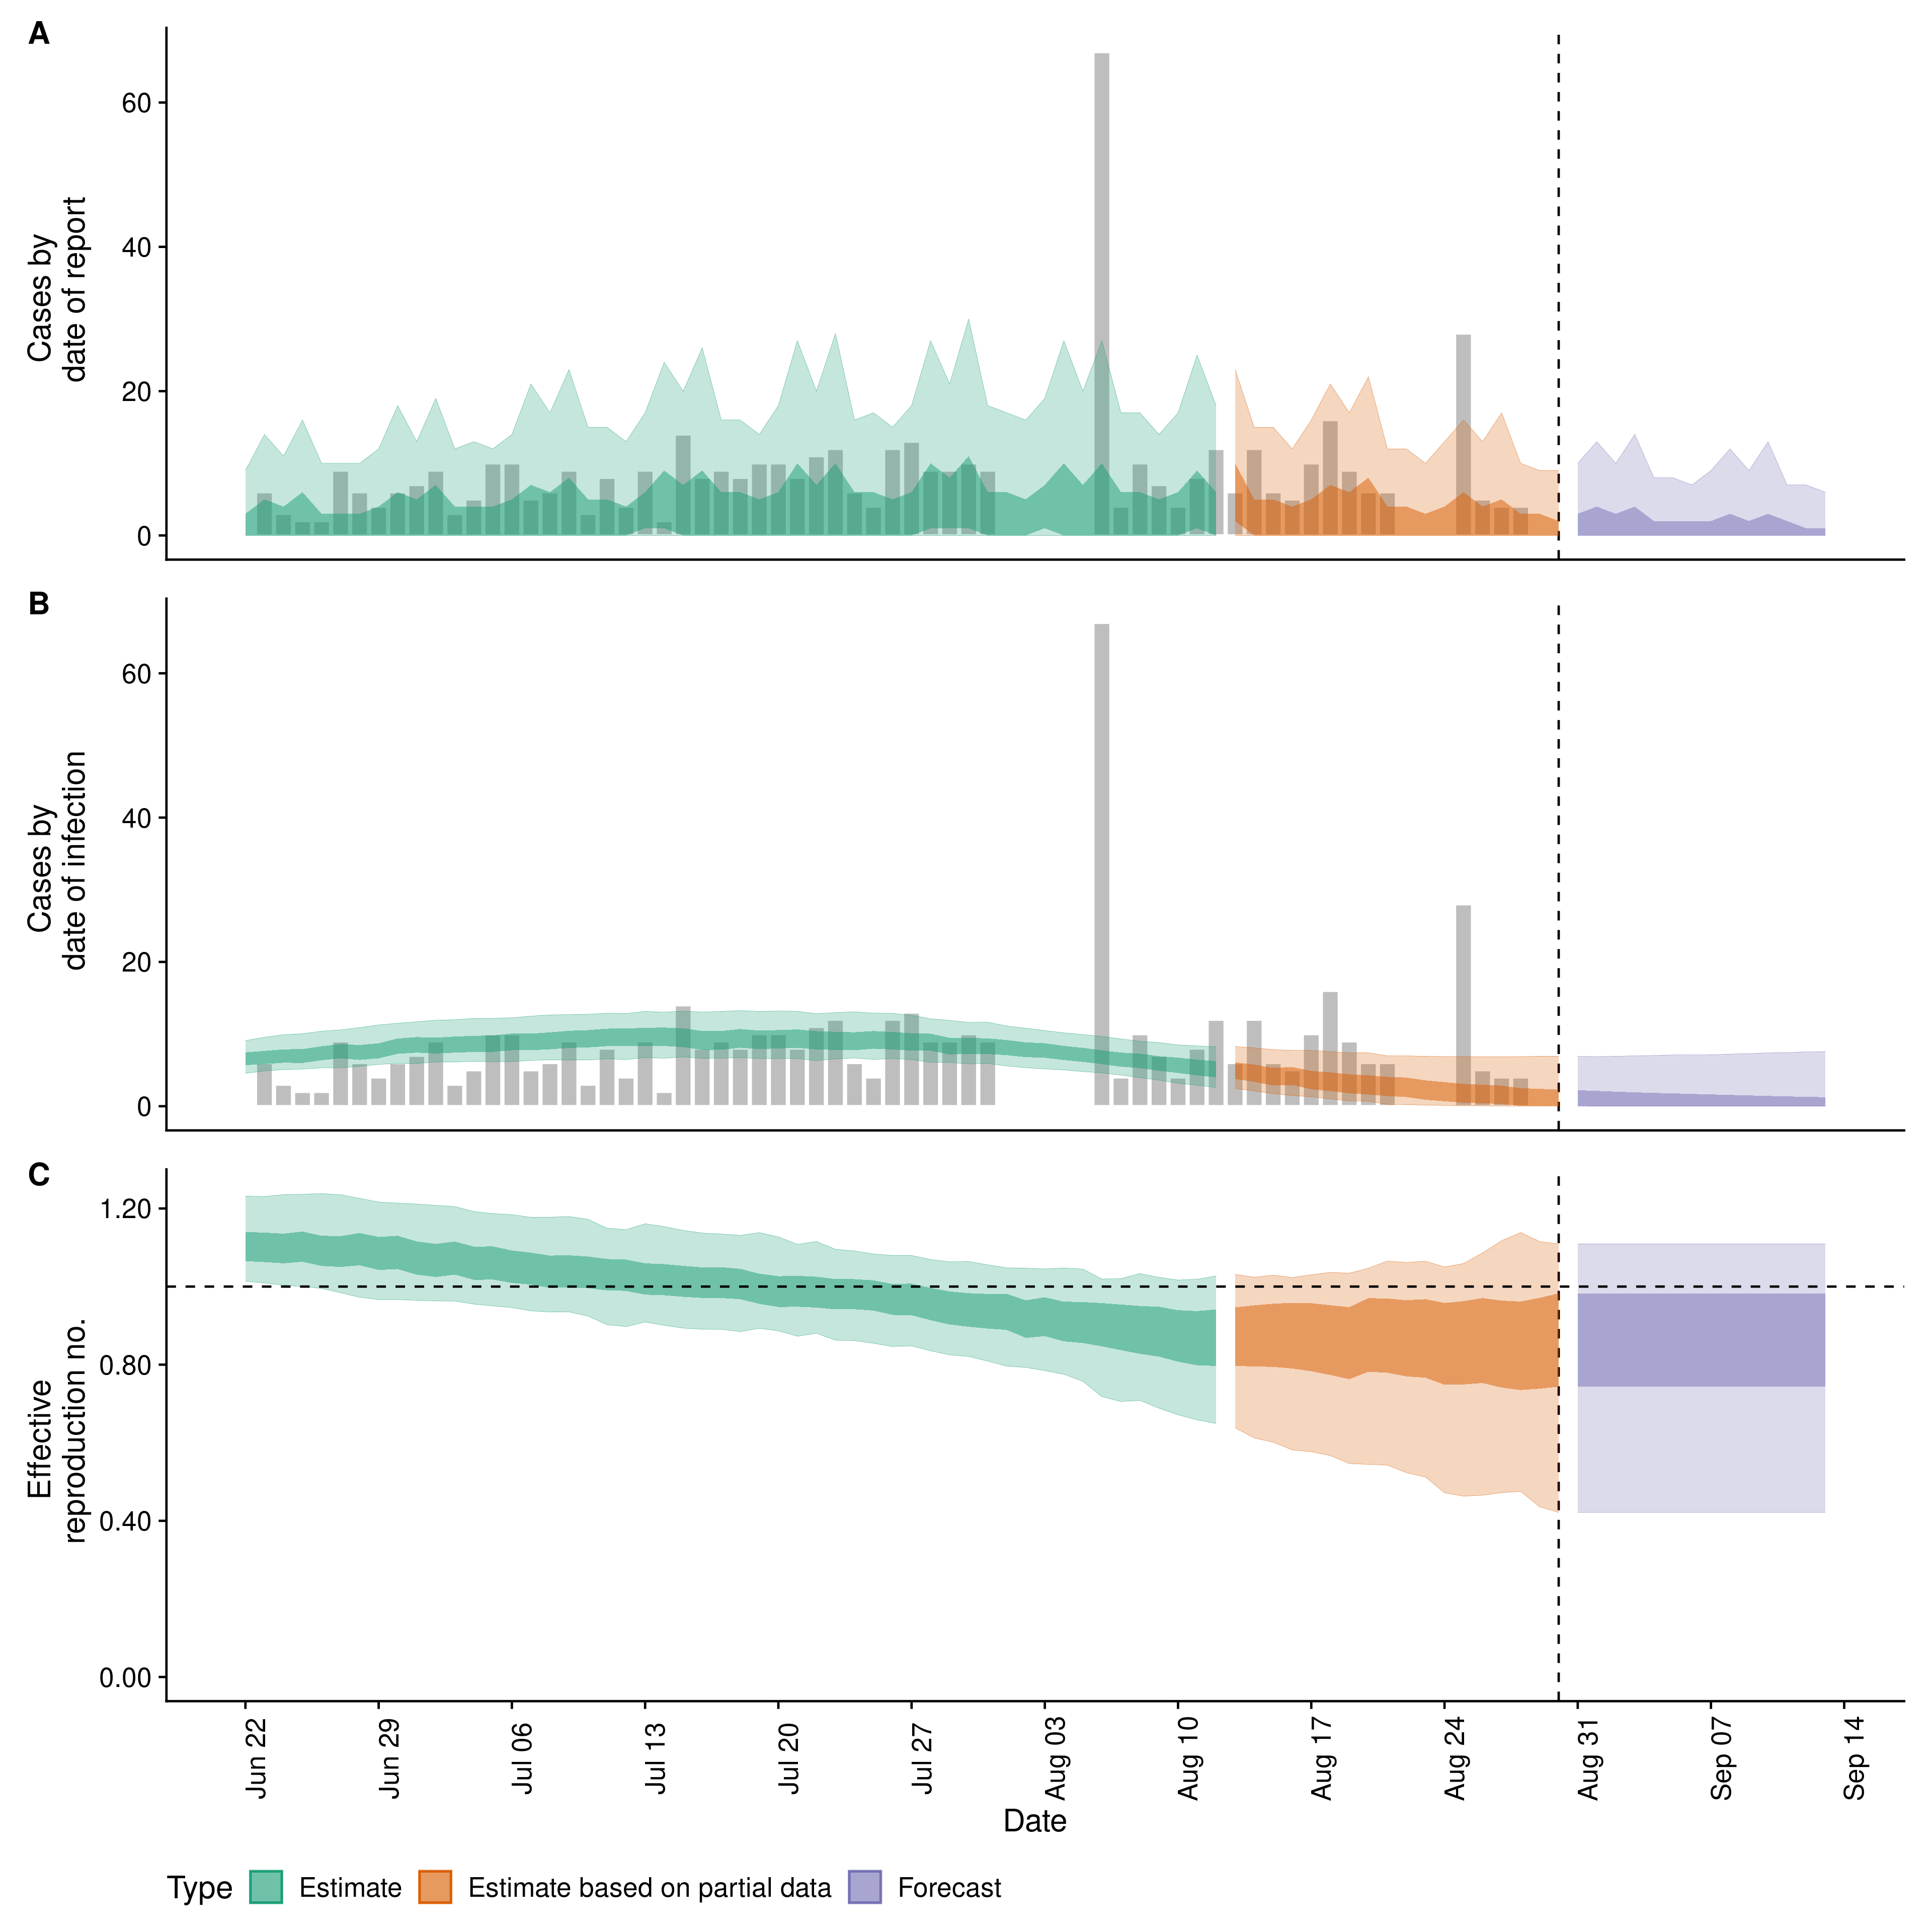 A
Cases by
date of report
60
40
20
0
B
Cases by
date of infection
60
40
20
0
C
Effective
reproduction no.
1.20
0.80
0.40
0.00
Jun 22
Jun 29
Jul 06
Jul 13
Jul 20
Jul 27
Aug 03
Aug 10
Aug 17
Aug 24
Aug 31
Sep 07
Sep 14
Date
Type Estimate Estimate based on partial data Forecast